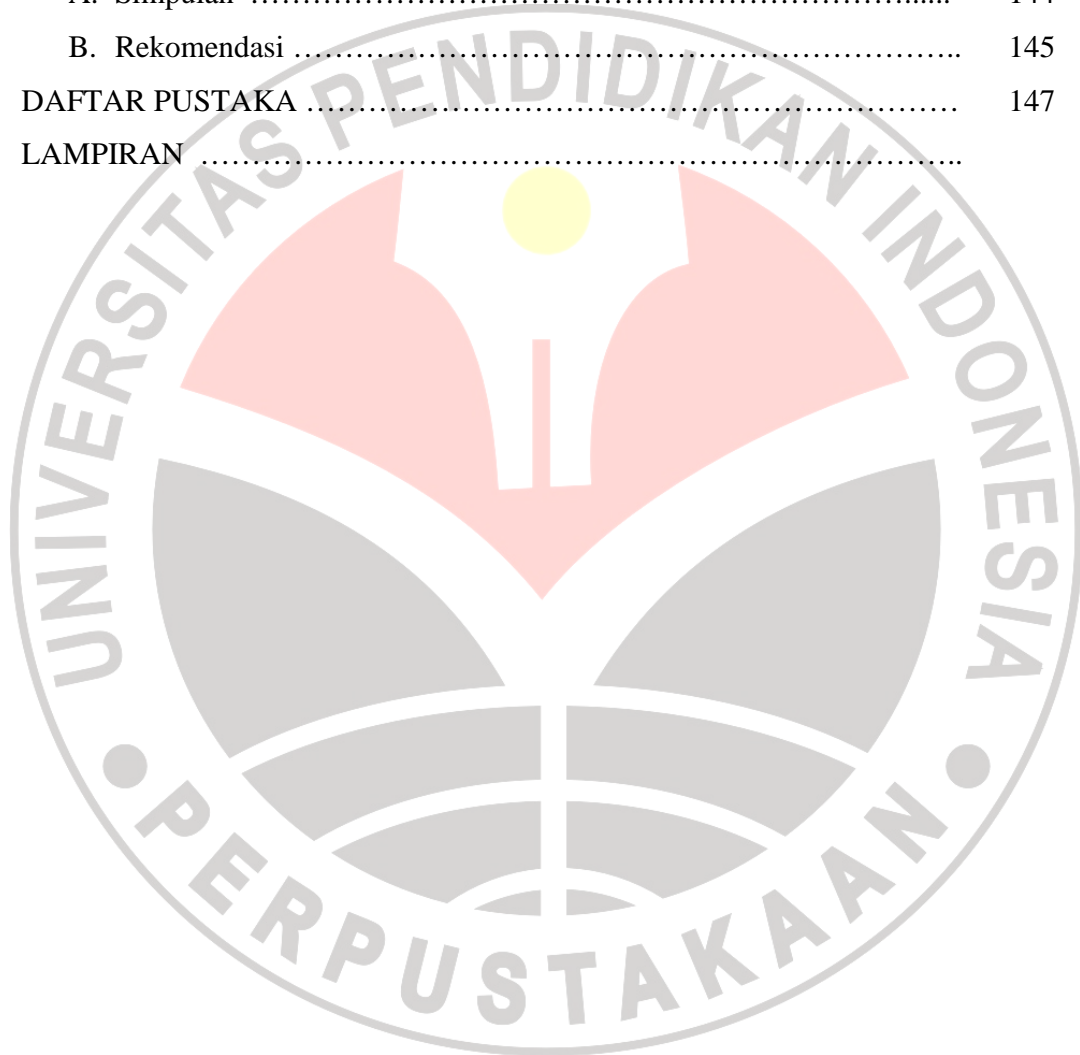 A. Simpulan ………………………………………………………...... 144
B. Rekomendasi ……………………………………………………….. 145
DAFTAR PUSTAKA ……………………………………………………… 147
LAMPIRAN ………………………………………………………………..
UNIVERSITAS PENDIDIKAN INDONESIA
PERPUSTAKAAN